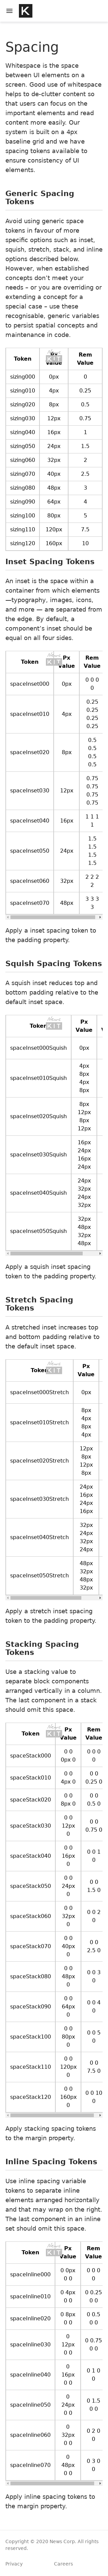 K
Spacing
Whitespace is the space
between UI elements on a
screen. Good use of whitespace
helps to de-clutter content so
that users can focus on the
important elements and read
content more easily. Our
system is built on a 4px
baseline grid and we have
spacing tokens available to
ensure consistency of UI
elements.
Generic Spacing
Tokens
Avoid using generic space
tokens in favour of more
specific options such as inset,
squish, stretch, stack, and inline
options described below.
However, when established
concepts don't meet your
needs – or you are overriding or
extending the concept for a
special case – use these
recognisable, generic variables
to persist spatial concepts and
maintenance in code.
Token Px Value Rem Value
sizing000 0px 0
sizing010 4px 0.25
sizing020 8px 0.5
sizing030 12px 0.75
sizing040 16px 1
sizing050 24px 1.5
sizing060 32px 2
sizing070 40px 2.5
sizing080 48px 3
sizing090 64px 4
sizing100 80px 5
sizing110 120px 7.5
sizing120 160px 10
Inset Spacing Tokens
An inset is the space within a
container from which elements
—typography, images, icons,
and more — are separated from
the edge. By default, a
component's inset should be
equal on all four sides.
Token Px Value Rem Value
spaceInset000 0px 0 0 0 0
spaceInset010 4px 0.25 0.25 0.25 0.25
spaceInset020 8px 0.5 0.5 0.5 0.5
spaceInset030 12px 0.75 0.75 0.75 0.75
spaceInset040 16px 1 1 1 1
spaceInset050 24px 1.5 1.5 1.5 1.5
spaceInset060 32px 2 2 2 2
spaceInset070 48px 3 3 3 3
Apply a inset spacing token to
the padding property.
Squish Spacing Tokens
A squish inset reduces top and
bottom padding relative to the
default inset space.
Token Px Value
spaceInset000Squish 0px
spaceInset010Squish 4px 8px 4px 8px
spaceInset020Squish 8px 12px 8px 12px
spaceInset030Squish 16px 24px 16px 24px
spaceInset040Squish 24px 32px 24px 32px
spaceInset050Squish 32px 48px 32px 48px
Apply a squish inset spacing
token to the padding property.
Stretch Spacing
Tokens
A stretched inset increases top
and bottom padding relative to
the default inset space.
Token Px Value
spaceInset000Stretch 0px
spaceInset010Stretch 8px 4px 8px 4px
spaceInset020Stretch 12px 8px 12px 8px
spaceInset030Stretch 24px 16px 24px 16px
spaceInset040Stretch 32px 24px 32px 24px
spaceInset050Stretch 48px 32px 48px 32px
Apply a stretch inset spacing
token to the padding property.
Stacking Spacing
Tokens
Use a stacking value to
separate block components
arranged vertically in a column.
The last component in a stack
should omit this space.
Token Px Value Rem Value
spaceStack000 0 0 0px 0 0 0 0 0
spaceStack010 0 0 4px 0 0 0 0.25 0
spaceStack020 0 0 8px 0 0 0 0.5 0
spaceStack030 0 0 12px 0 0 0 0.75 0
spaceStack040 0 0 16px 0 0 0 1 0
spaceStack050 0 0 24px 0 0 0 1.5 0
spaceStack060 0 0 32px 0 0 0 2 0
spaceStack070 0 0 40px 0 0 0 2.5 0
spaceStack080 0 0 48px 0 0 0 3 0
spaceStack090 0 0 64px 0 0 0 4 0
spaceStack100 0 0 80px 0 0 0 5 0
spaceStack110 0 0 120px 0 0 0 7.5 0
spaceStack120 0 0 160px 0 0 0 10 0
Apply stacking spacing tokens
to the margin property.
Inline Spacing Tokens
Use inline spacing variable
tokens to separate inline
elements arranged horizontally
and that may wrap on the right.
The last component in an inline
set should omit this space.
Token Px Value Rem Value
spaceInline000 0 0px 0 0 0 0 0 0
spaceInline010 0 4px 0 0 0 0.25 0 0
spaceInline020 0 8px 0 0 0 0.5 0 0
spaceInline030 0 12px 0 0 0 0.75 0 0
spaceInline040 0 16px 0 0 0 1 0 0
spaceInline050 0 24px 0 0 0 1.5 0 0
spaceInline060 0 32px 0 0 0 2 0 0
spaceInline070 0 48px 0 0 0 3 0 0
Apply inline spacing tokens to
the margin property.
Copyright © 2020 News Corp. All rights
reserved.
Privacy Careers